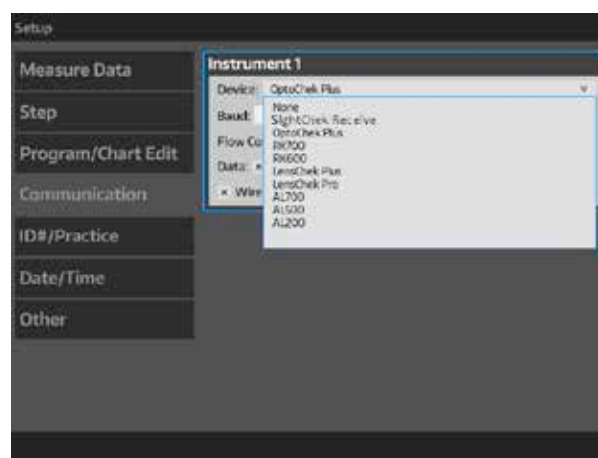 Setup
Measure Data
Step
Program/Chart Edit
Communication
ID#/Practice
Date/Time
Other
Instrument 1
Device: OptoChek Plus
Baud:
None
SightChek Receive
OptoChek Plus
RK700
RK600
LensChek Plus
LensChek Pro
AL700
AL500
AL200
Flow Co
Data:
Wire